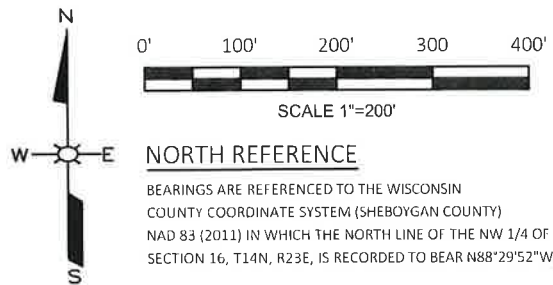 N
W E
S
0' 100' 200' 300 400'
SCALE 1"=200'
NORTH REFERENCE
BEARINGS ARE REFERENCED TO THE WISCONSIN
COUNTY COORDINATE SYSTEM (SHEBOYGAN COUNTY)
NAD 83 (2011) IN WHICH THE NORTH LINE OF THE NW 1/4 OF
SECTION 16, T14N, R23E, IS RECORDED TO BEAR N88°29'52"W